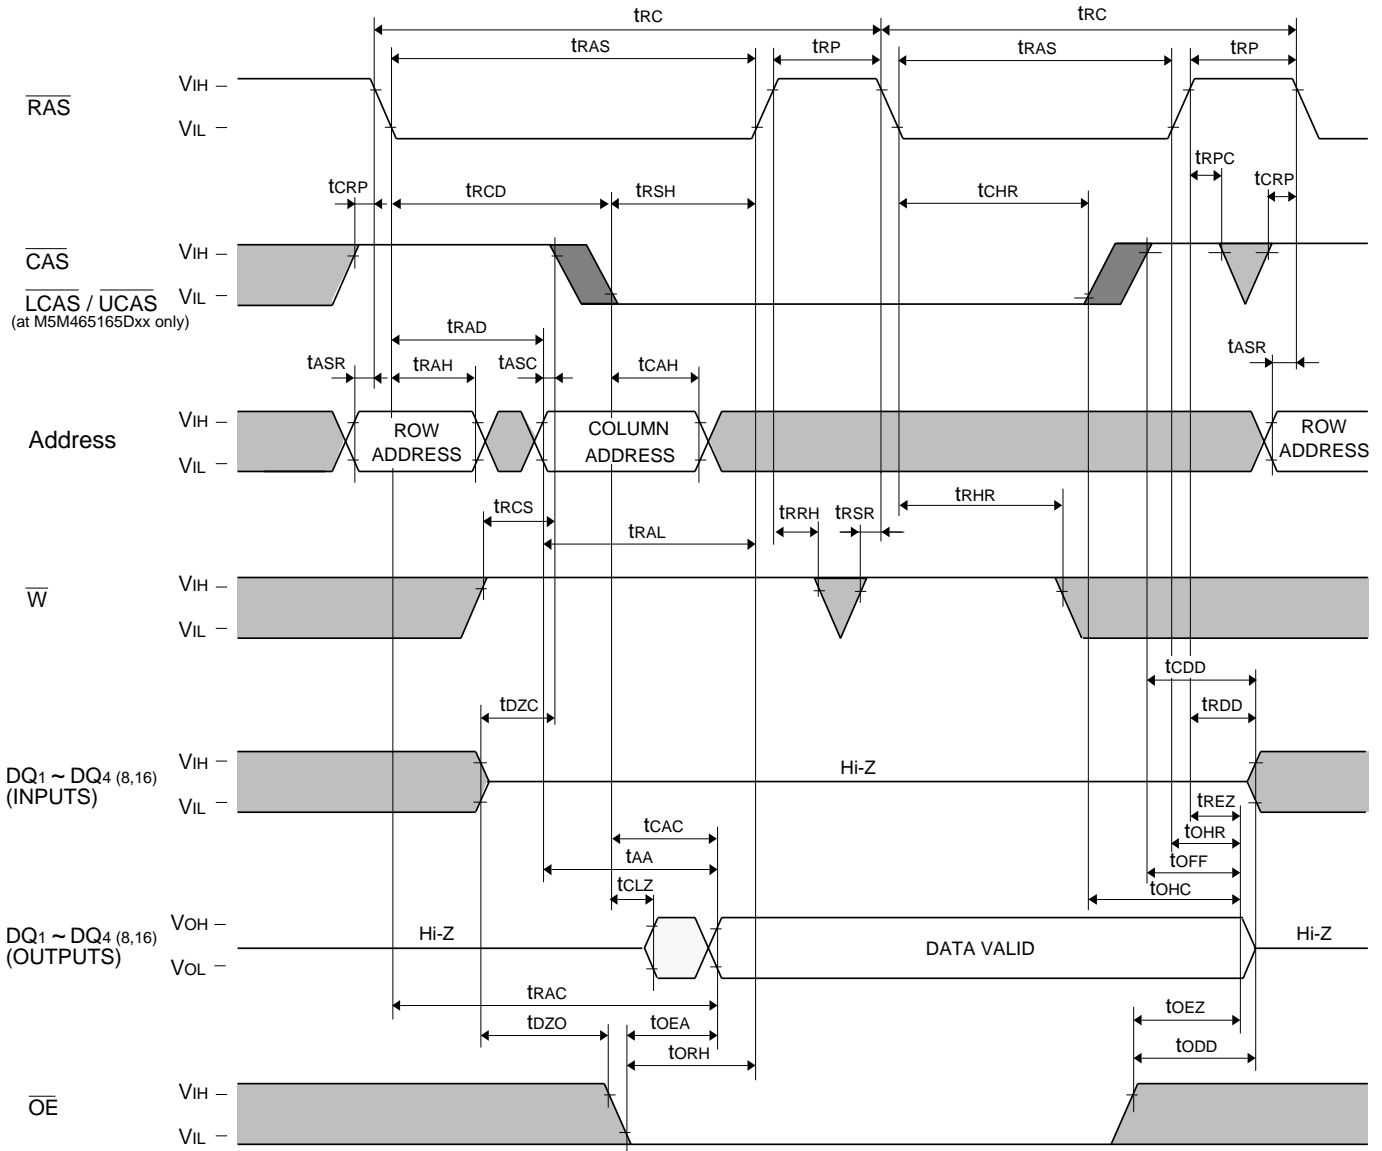 tRC tRC
tRAS tRP tRAS tRP
VIH
RAS
VIL
tRPC
tCRP tRCD tRSH tCHR tCRP
VIH
CAS
VIL
LCAS / UCAS
(at M5M465165Dxx only)
tRAD
tASR tRAH tASC tCAH tASR
VIH
Address ROW ADDRESS COLUMN ADDRESS ROW ADDRESS
VIL
tRCS tRRH tRSR tRHR
tRAL
VIH
W
VIL
tCDD
tDZC tRDD
VIH
DQ1 ~ DQ4 (8,16) Hi-Z
(INPUTS)
VIL
tREZ
tCAC tOHR
tAA tOFF
tCLZ tOHC
VOH
DQ1 ~ DQ4 (8,16) Hi-Z DATA VALID Hi-Z
(OUTPUTS)
VOL
tRAC
tDZO tOEA tOEZ
tORH tODD
VIH
OE
VIL